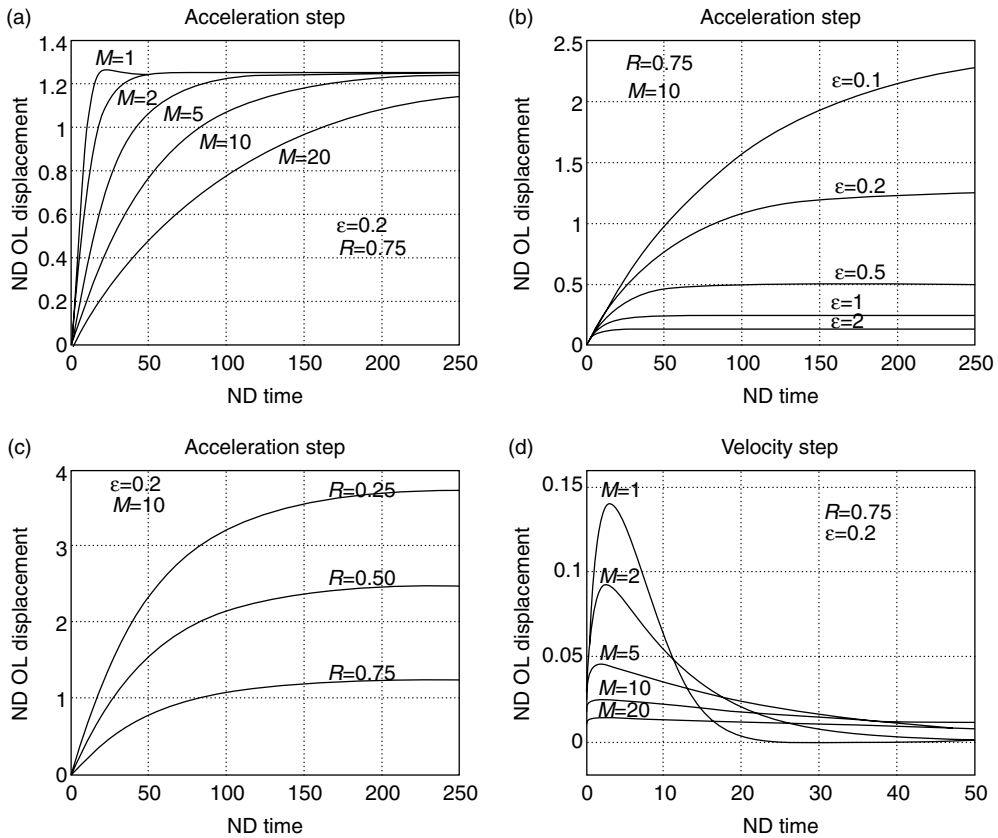 (a)
Acceleration step
ND OL displacement
1.4
1.2
1
0.8
0.6
0.4
0.2
0
M=1
M=2
M=5
M=10
M=20
ε=0.2
R=0.75
0 50 100 150 200 250
ND time
(b)
Acceleration step
ND OL displacement
2.5
2
1.5
1
0.5
0
R=0.75
M=10
ε=0.1
ε=0.2
ε=0.5
ε=1
ε=2
0 50 100 150 200 250
ND time
(c)
Acceleration step
ND OL displacement
4
3
2
1
0
ε=0.2
M=10
R=0.25
R=0.50
R=0.75
0 50 100 150 200 250
ND time
(d)
Velocity step
ND OL displacement
0.15
0.1
0.05
0
M=1
M=2
M=5
M=10
M=20
R=0.75
ε=0.2
0 10 20 30 40 50
ND time